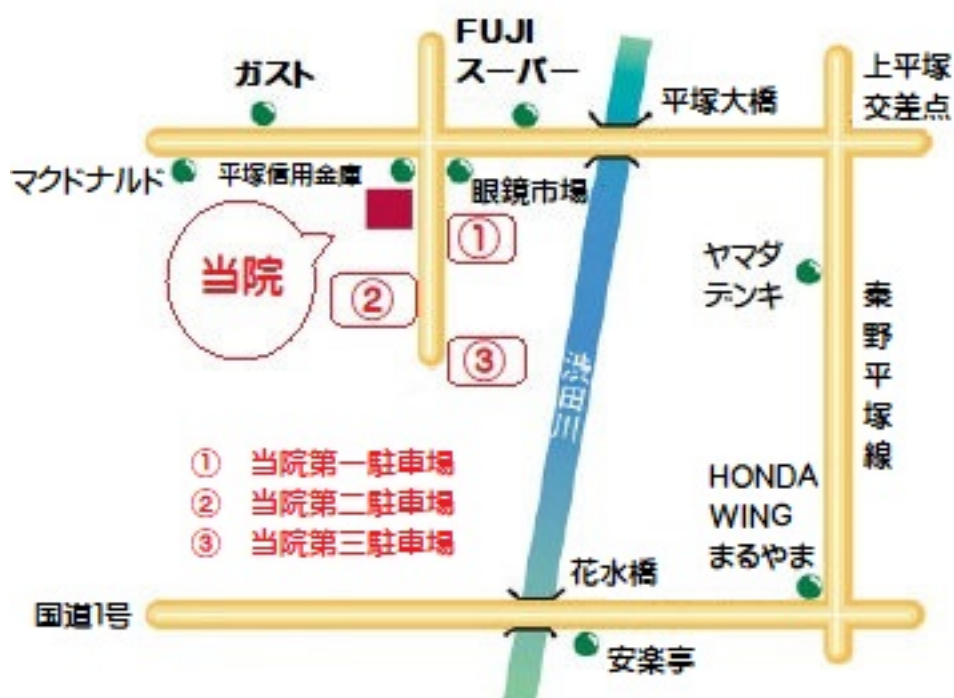 FUJI
スーパー
ガスト
平塚大橋
上平塚
交差点
マクドナルド
平塚信用金庫
眼鏡市場
当院
①
②
③
ヤマダ
デンキ
秦野平塚線
渋田川
① 当院第一駐車場
② 当院第二駐車場
③ 当院第三駐車場
HONDA
WING
まるやま
花水橋
国道1号
安楽亭